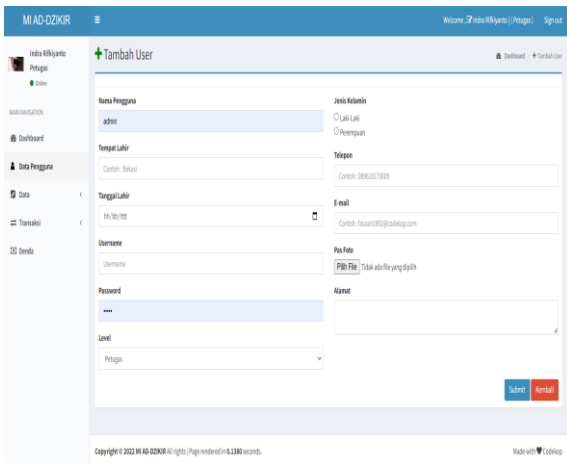 MI AD-DZIKIR
Welcome, Indra Rifkiyanto | ( Petugas )
Sign out
Indra Rifkiyanto
Petugas
Online
MAIN NAVIGATION
Dashboard
Data Pengguna
Data
Transaksi
Denda
Tambah User
Dashboard
Tambah User
Nama Pengguna
admin
Tempat Lahir
Contoh : Bekasi
Tanggal Lahir
hh/bb/tttt
Username
Username
Password
••••
Level
Petugas
Jenis Kelamin
Laki-Laki
Perempuan
Telepon
Contoh : 089618173609
E-mail
Contoh : fauzan1892@codekop.com
Pas Foto
Pilih File Tidak ada file yang dipilih
Alamat
Submit
Kembali
Copyright © 2022 MI AD-DZIKIR All rights | Page rendered in 0.1380 seconds.
Made with ♥ Codekop